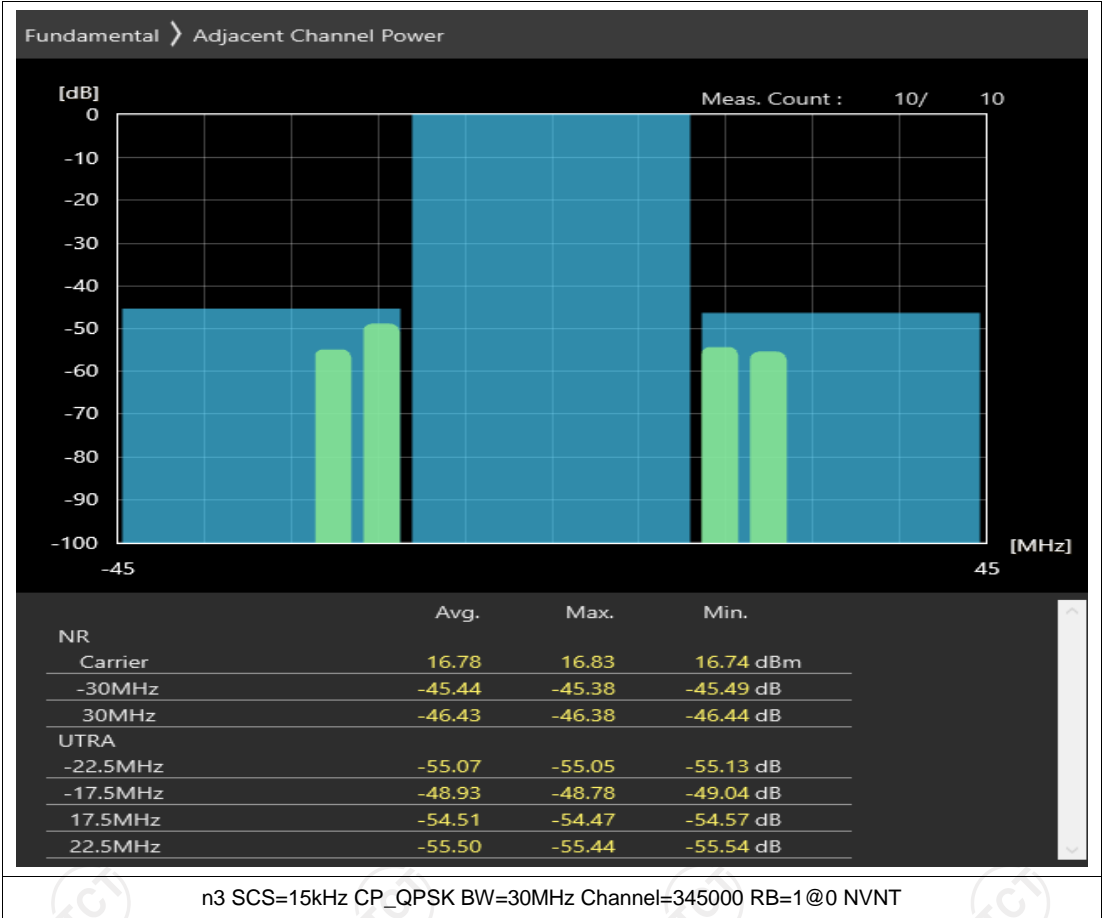 Fundamental ❯ Adjacent Channel Power
[dB]
Meas. Count : 10/ 10
0
-10
-20
-30
-40
-50
-60
-70
-80
-90
-100
[MHz]
-45 45
Avg. Max. Min.
NR
Carrier 16.78 16.83 16.74 dBm
-30MHz -45.44 -45.38 -45.49 dB
30MHz -46.43 -46.38 -46.44 dB
UTRA
-22.5MHz -55.07 -55.05 -55.13 dB
-17.5MHz -48.93 -48.78 -49.04 dB
17.5MHz -54.51 -54.47 -54.57 dB
22.5MHz -55.50 -55.44 -55.54 dB
n3 SCS=15kHz CP_QPSK BW=30MHz Channel=345000 RB=1@0 NVNT
TCT TCT TCT